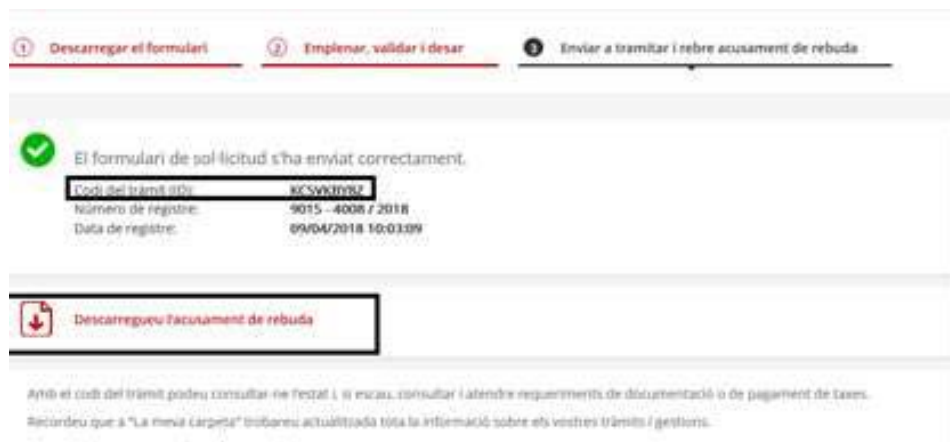 1 Descarregar el formulari
2 Emplenar, validar i desar
3 Enviar a tramitar i rebre acusament de rebuda
El formulari de sol·licitud s'ha enviat correctament.
Codi del tràmit (ID):
Número de registre: 9015 - 4008 / 2018
Data de registre: 09/04/2018 10:03:09
Descarregueu l'acusament de rebuda
Amb el codi del tràmit podeu consultar-ne l'estat i, si escau, consultar i atendre requeriments de documentació o de pagament de taxes.
Recordeu que a "La meva carpeta" trobareu actualitzada tota la informació sobre els vostres tràmits i gestions.